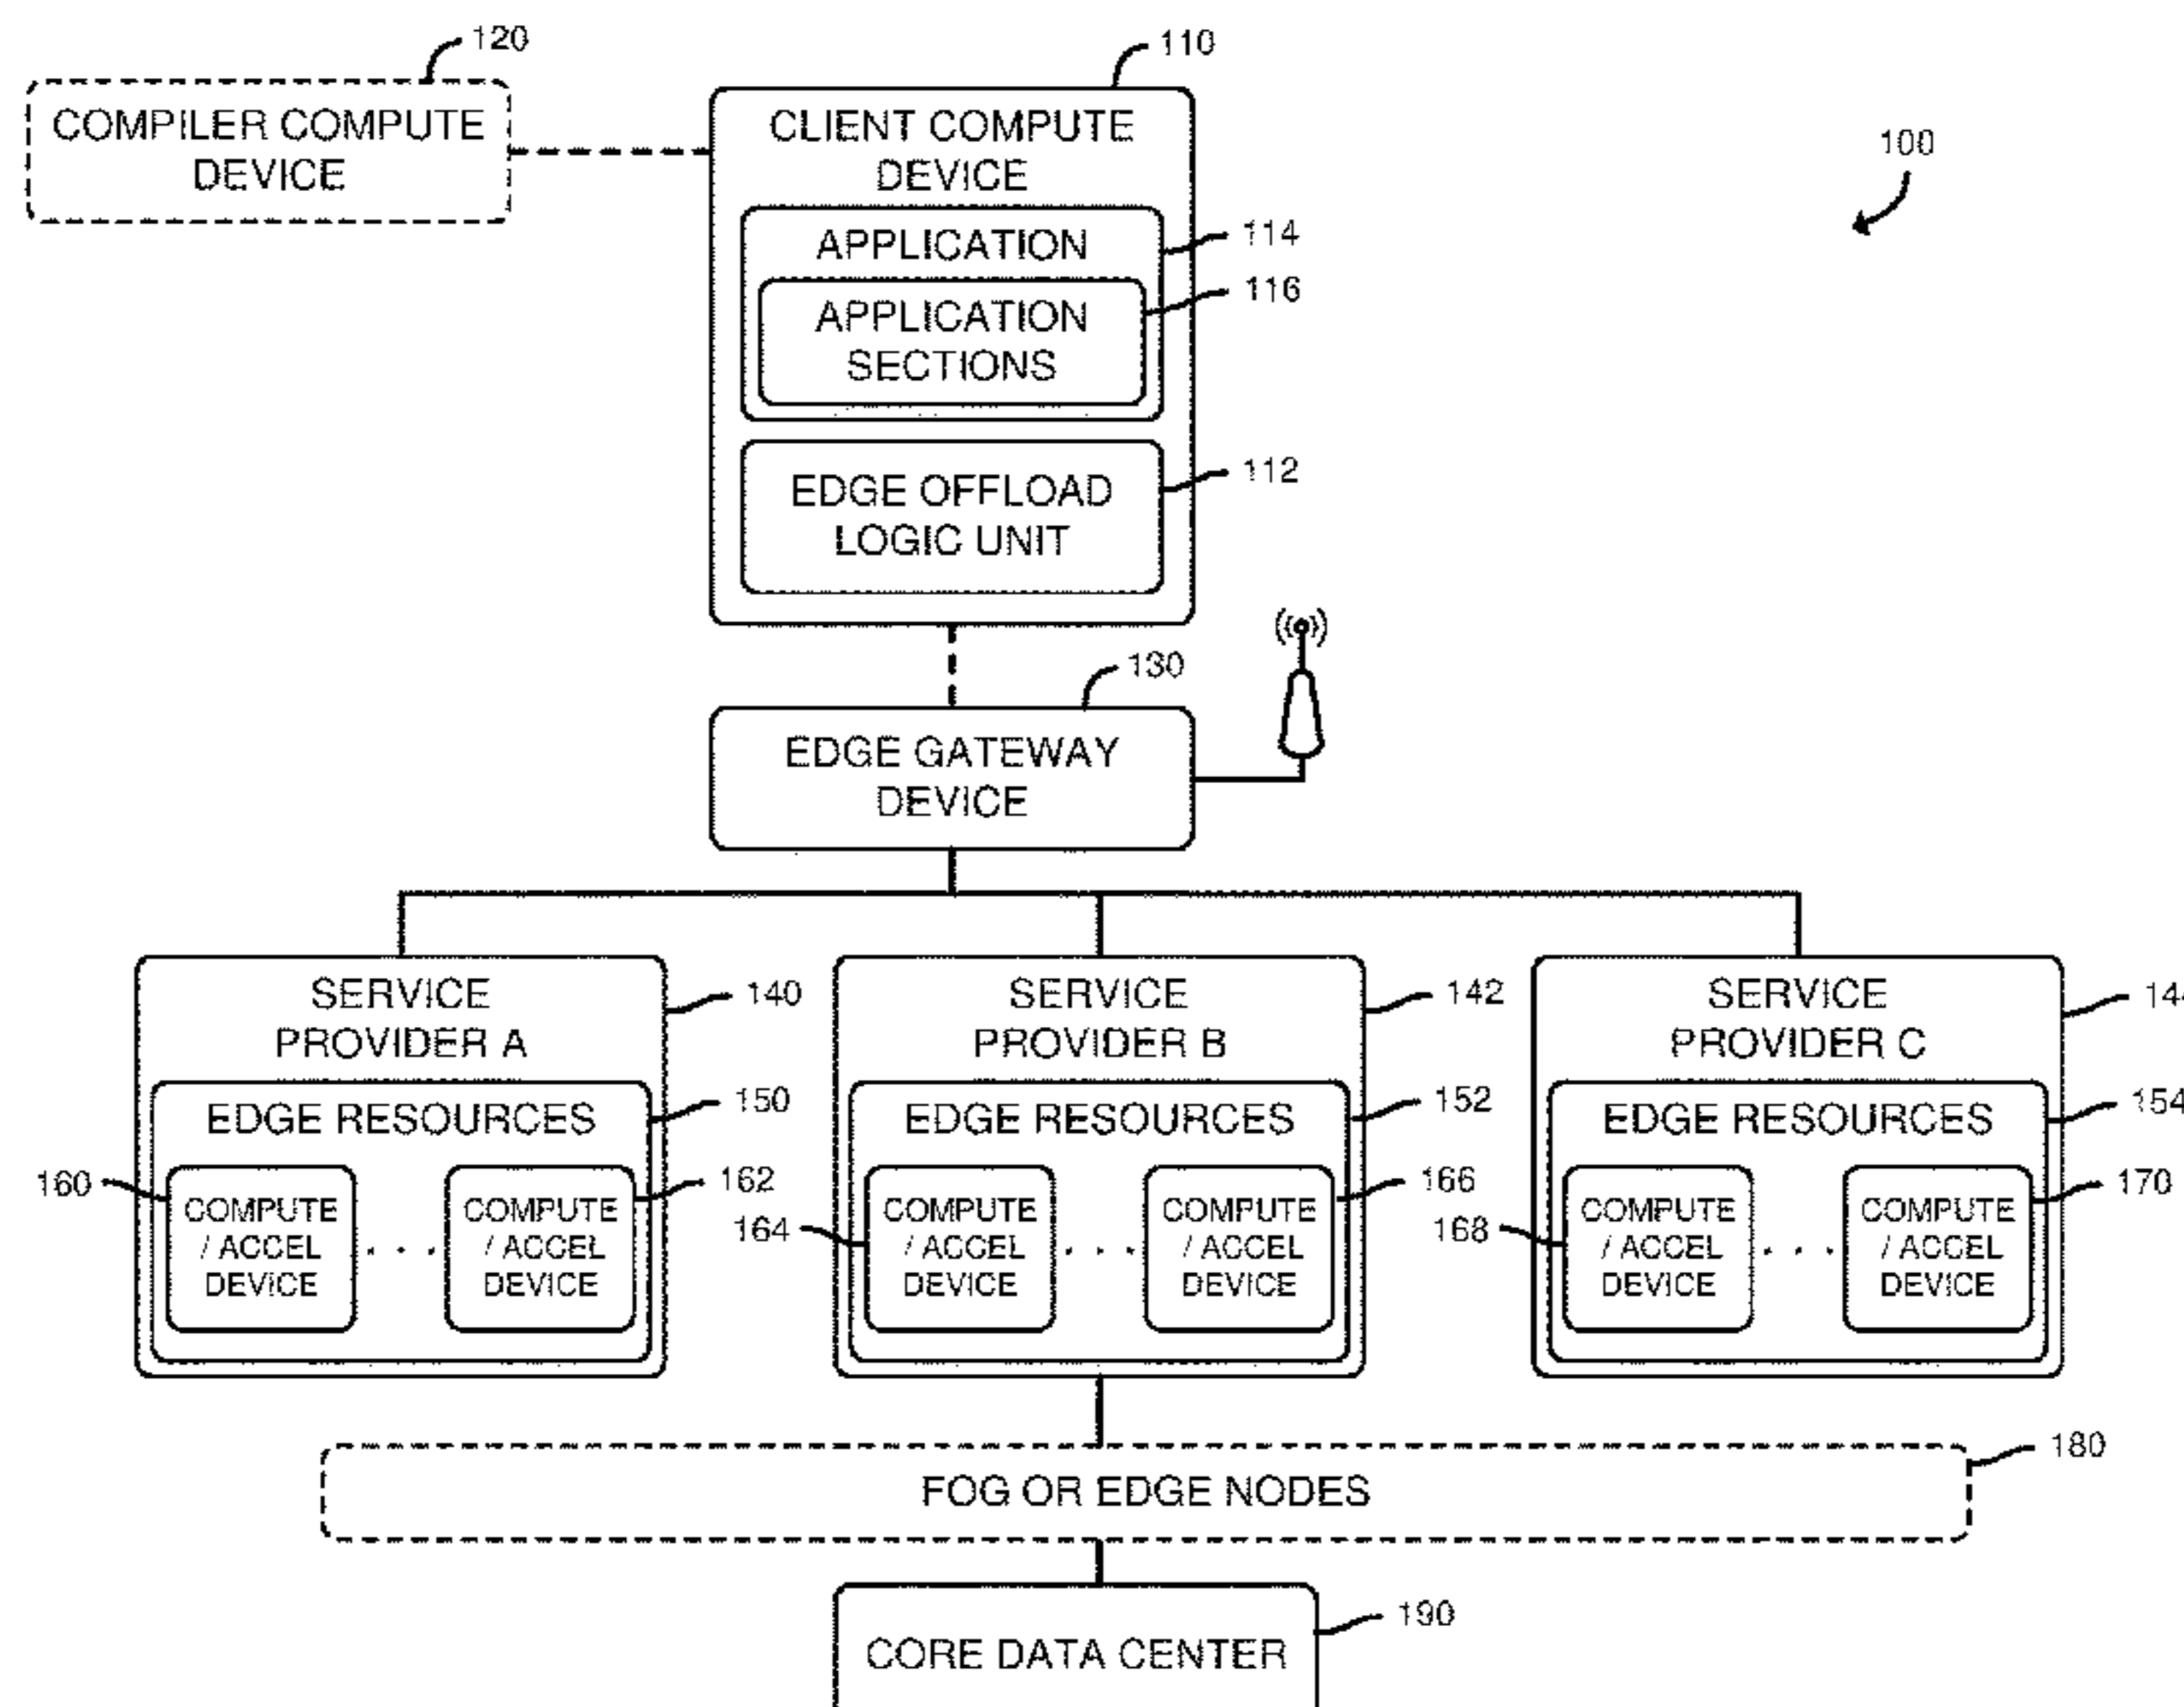 120
110
COMPILER COMPUTE
DEVICE
CLIENT COMPUTE
DEVICE
100
APPLICATION
114
116
APPLICATION
SECTIONS
112
EDGE OFFLOAD
LOGIC UNIT
130
EDGE GATEWAY
DEVICE
SERVICE
PROVIDER A
140
SERVICE
PROVIDER B
142
SERVICE
PROVIDER C
EDGE RESOURCES
150
EDGE RESOURCES
152
EDGE RESOURCES
154
160
COMPUTE
/ ACCEL
DEVICE
. . .
COMPUTE
/ ACCEL
DEVICE
162
164
COMPUTE
/ ACCEL
DEVICE
. . .
COMPUTE
/ ACCEL
DEVICE
166
168
COMPUTE
/ ACCEL
DEVICE
. . .
COMPUTE
/ ACCEL
DEVICE
170
180
FOG OR EDGE NODES
190
CORE DATA CENTER